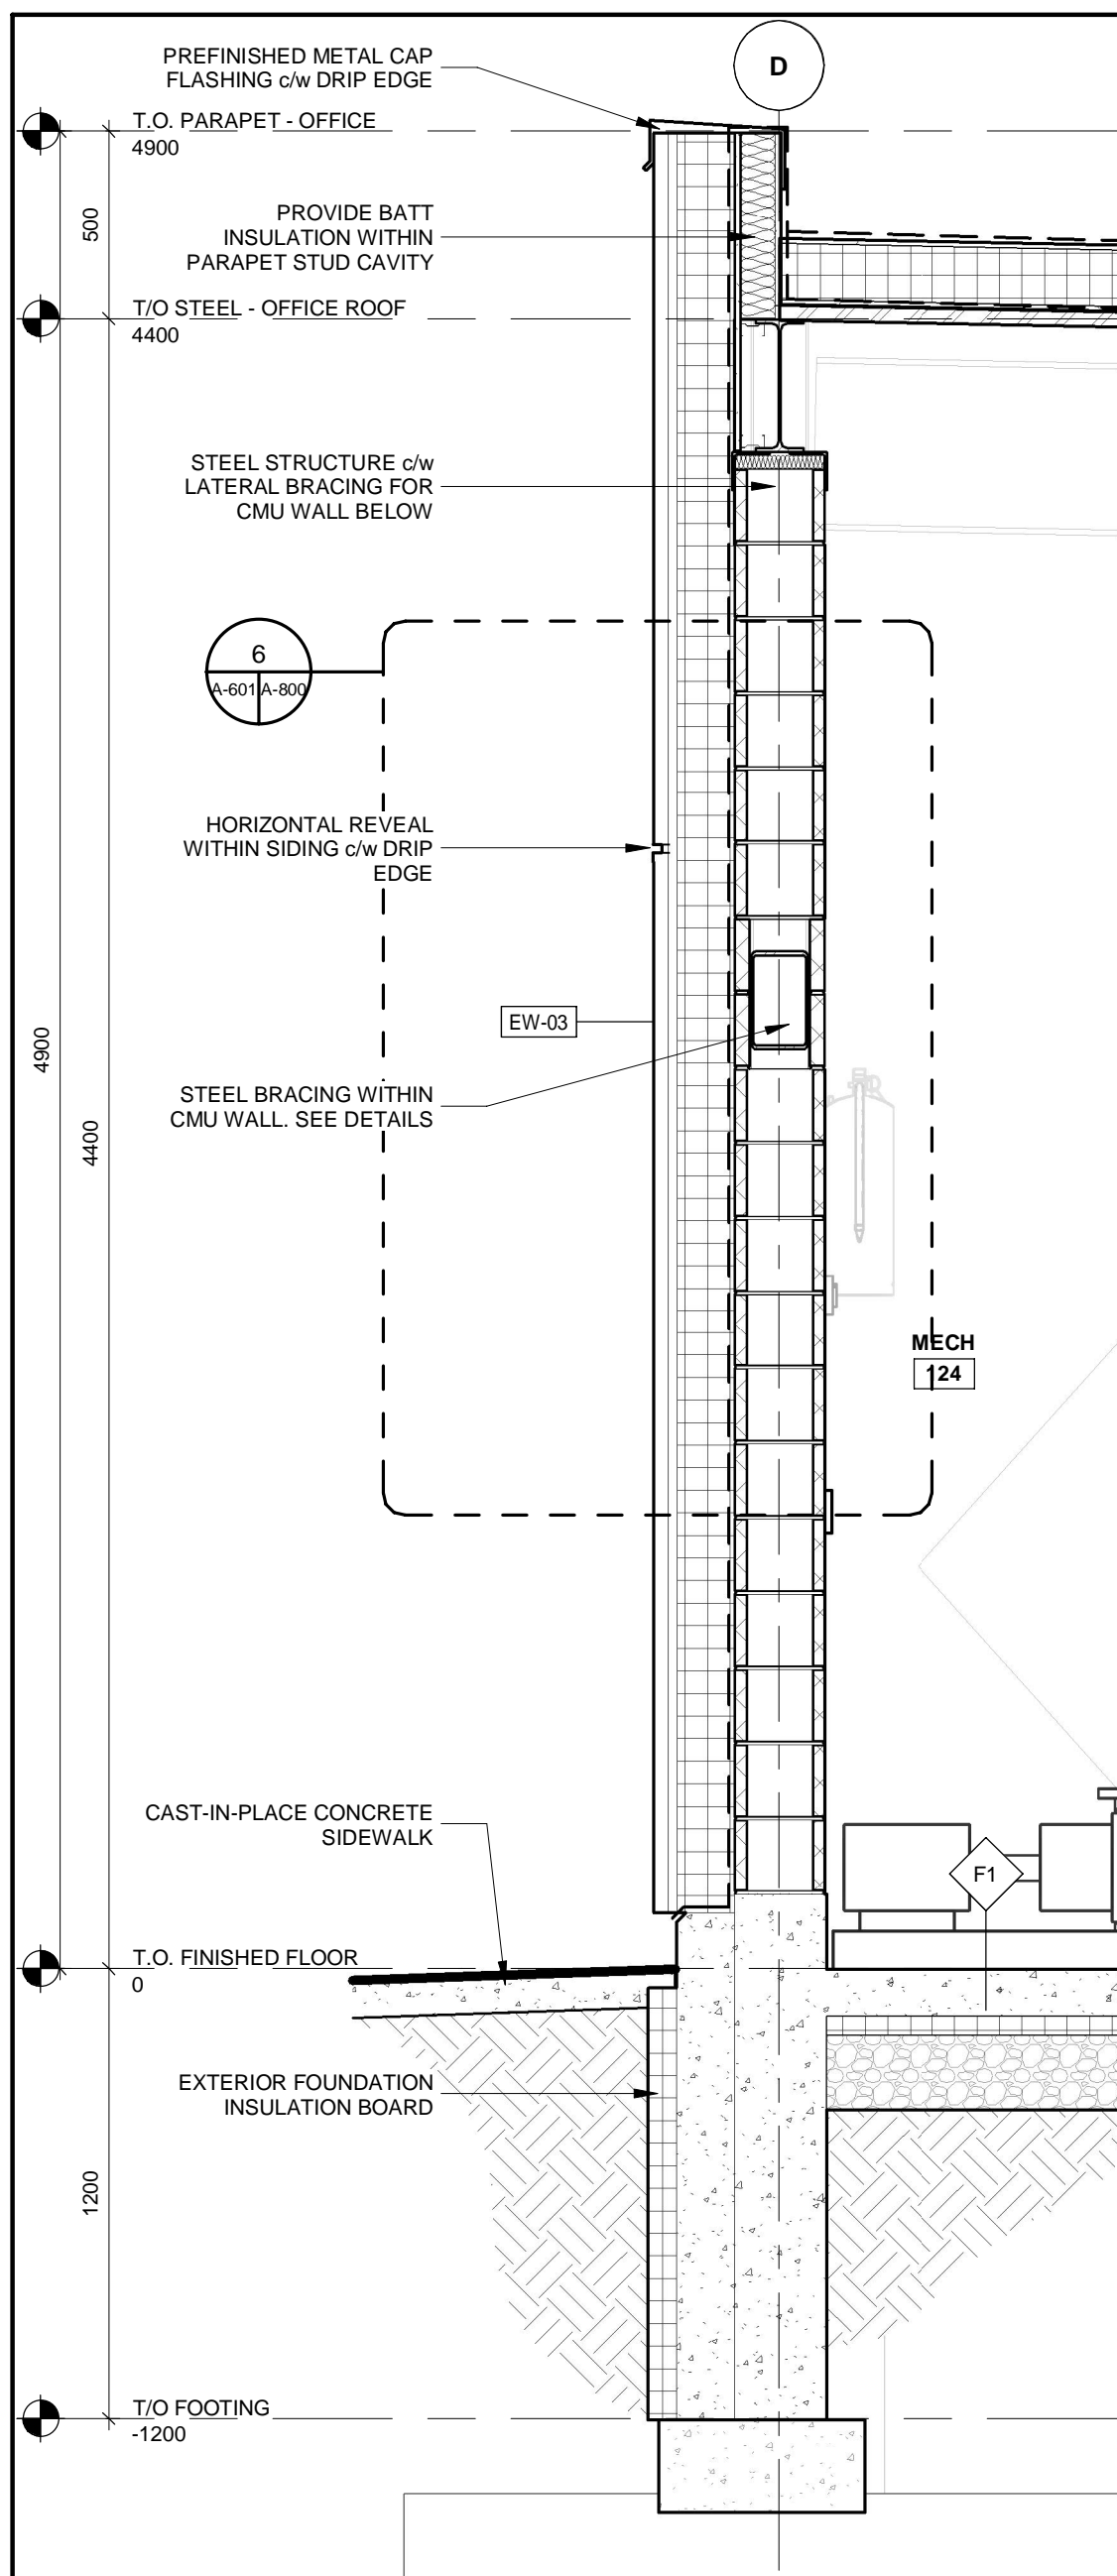 PREFINISHED METAL CAP
FLASHING c/w DRIP EDGE
D
T.O. PARAPET - OFFICE
4900
500
PROVIDE BATT
INSULATION WITHIN
PARAPET STUD CAVITY
T/O STEEL - OFFICE ROOF
4400
STEEL STRUCTURE c/w
LATERAL BRACING FOR
CMU WALL BELOW
6
A-601 A-800
HORIZONTAL REVEAL
WITHIN SIDING c/w DRIP
EDGE
EW-03
4900
4400
STEEL BRACING WITHIN
CMU WALL. SEE DETAILS
MECH
124
CAST-IN-PLACE CONCRETE
SIDEWALK
F1
T.O. FINISHED FLOOR
0
EXTERIOR FOUNDATION
INSULATION BOARD
1200
T/O FOOTING
-1200